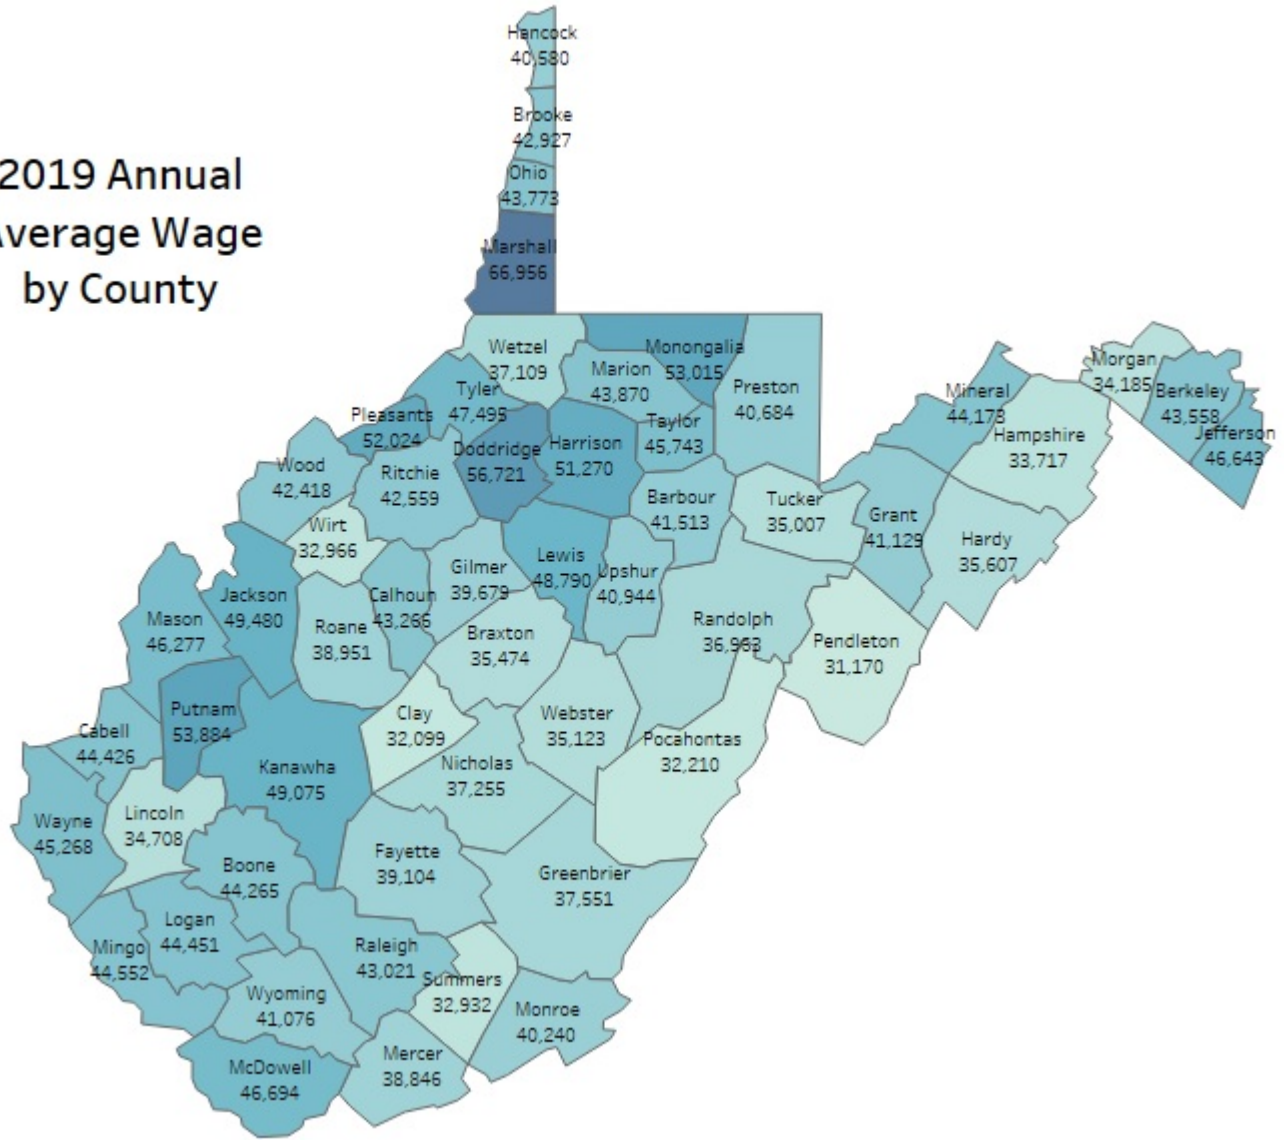 2019 Annual
Average Wage
by County
Hancock
40,580
Brooke
42,927
Ohio
43,773
Marshall
66,956
Wetzel
37,109
Monongalia
53,015
Marion
43,870
Preston
40,684
Tyler
47,495
Pleasants
52,024
Doddridge
56,721
Harrison
51,270
Taylor
45,743
Morgan
34,185
Berkeley
43,558
Jefferson
46,643
Mineral
44,173
Hampshire
33,717
Wood
42,418
Ritchie
42,559
Barbour
41,513
Tucker
35,007
Grant
41,129
Hardy
35,607
Wirt
32,966
Lewis
48,790
Upshur
40,944
Gilmer
39,679
Calhoun
43,266
Jackson
49,480
Mason
46,277
Roane
38,951
Braxton
35,474
Randolph
Pendleton
31,170
Putnam
53,884
Cabell
44,426
Clay
32,099
Webster
35,123
Pocahontas
32,210
Kanawha
49,075
Nicholas
37,255
Wayne
45,268
Lincoln
34,708
Boone
44,265
Fayette
39,104
Greenbrier
37,551
Logan
44,451
Mingo
44,552
Raleigh
43,021
Summers
32,932
Wyoming
41,076
Monroe
40,240
McDowell
46,694
Mercer
38,846